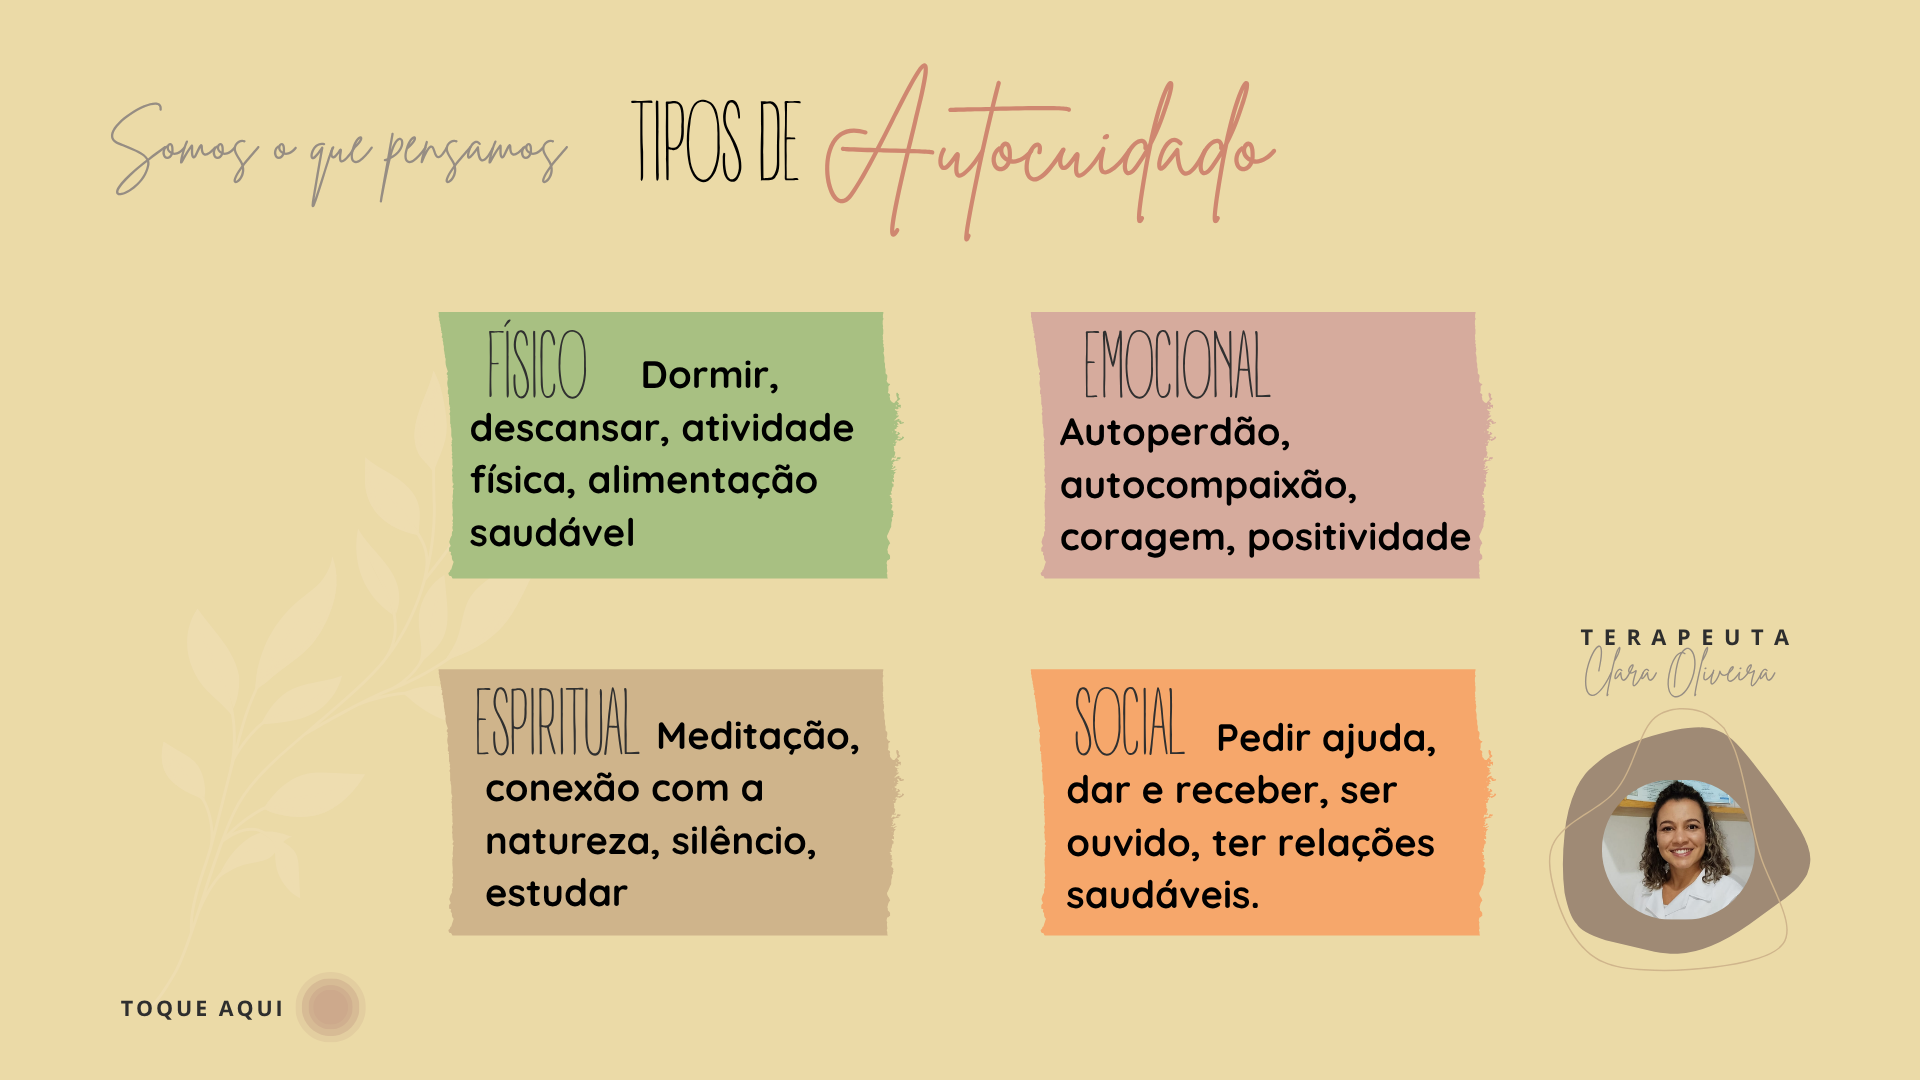 Somos o que pensamos
TIPOS DE Autocuidado
FÍSICO Dormir,
descansar, atividade
física, alimentação
saudável
EMOCIONAL
Autoperdão,
autocompaixão,
coragem, positividade
ESPIRITUAL Meditação,
conexão com a
natureza, silêncio,
estudar
SOCIAL Pedir ajuda,
dar e receber, ser
ouvido, ter relações
saudáveis.
TERAPEUTA
Clara Oliveira
TOQUE AQUI